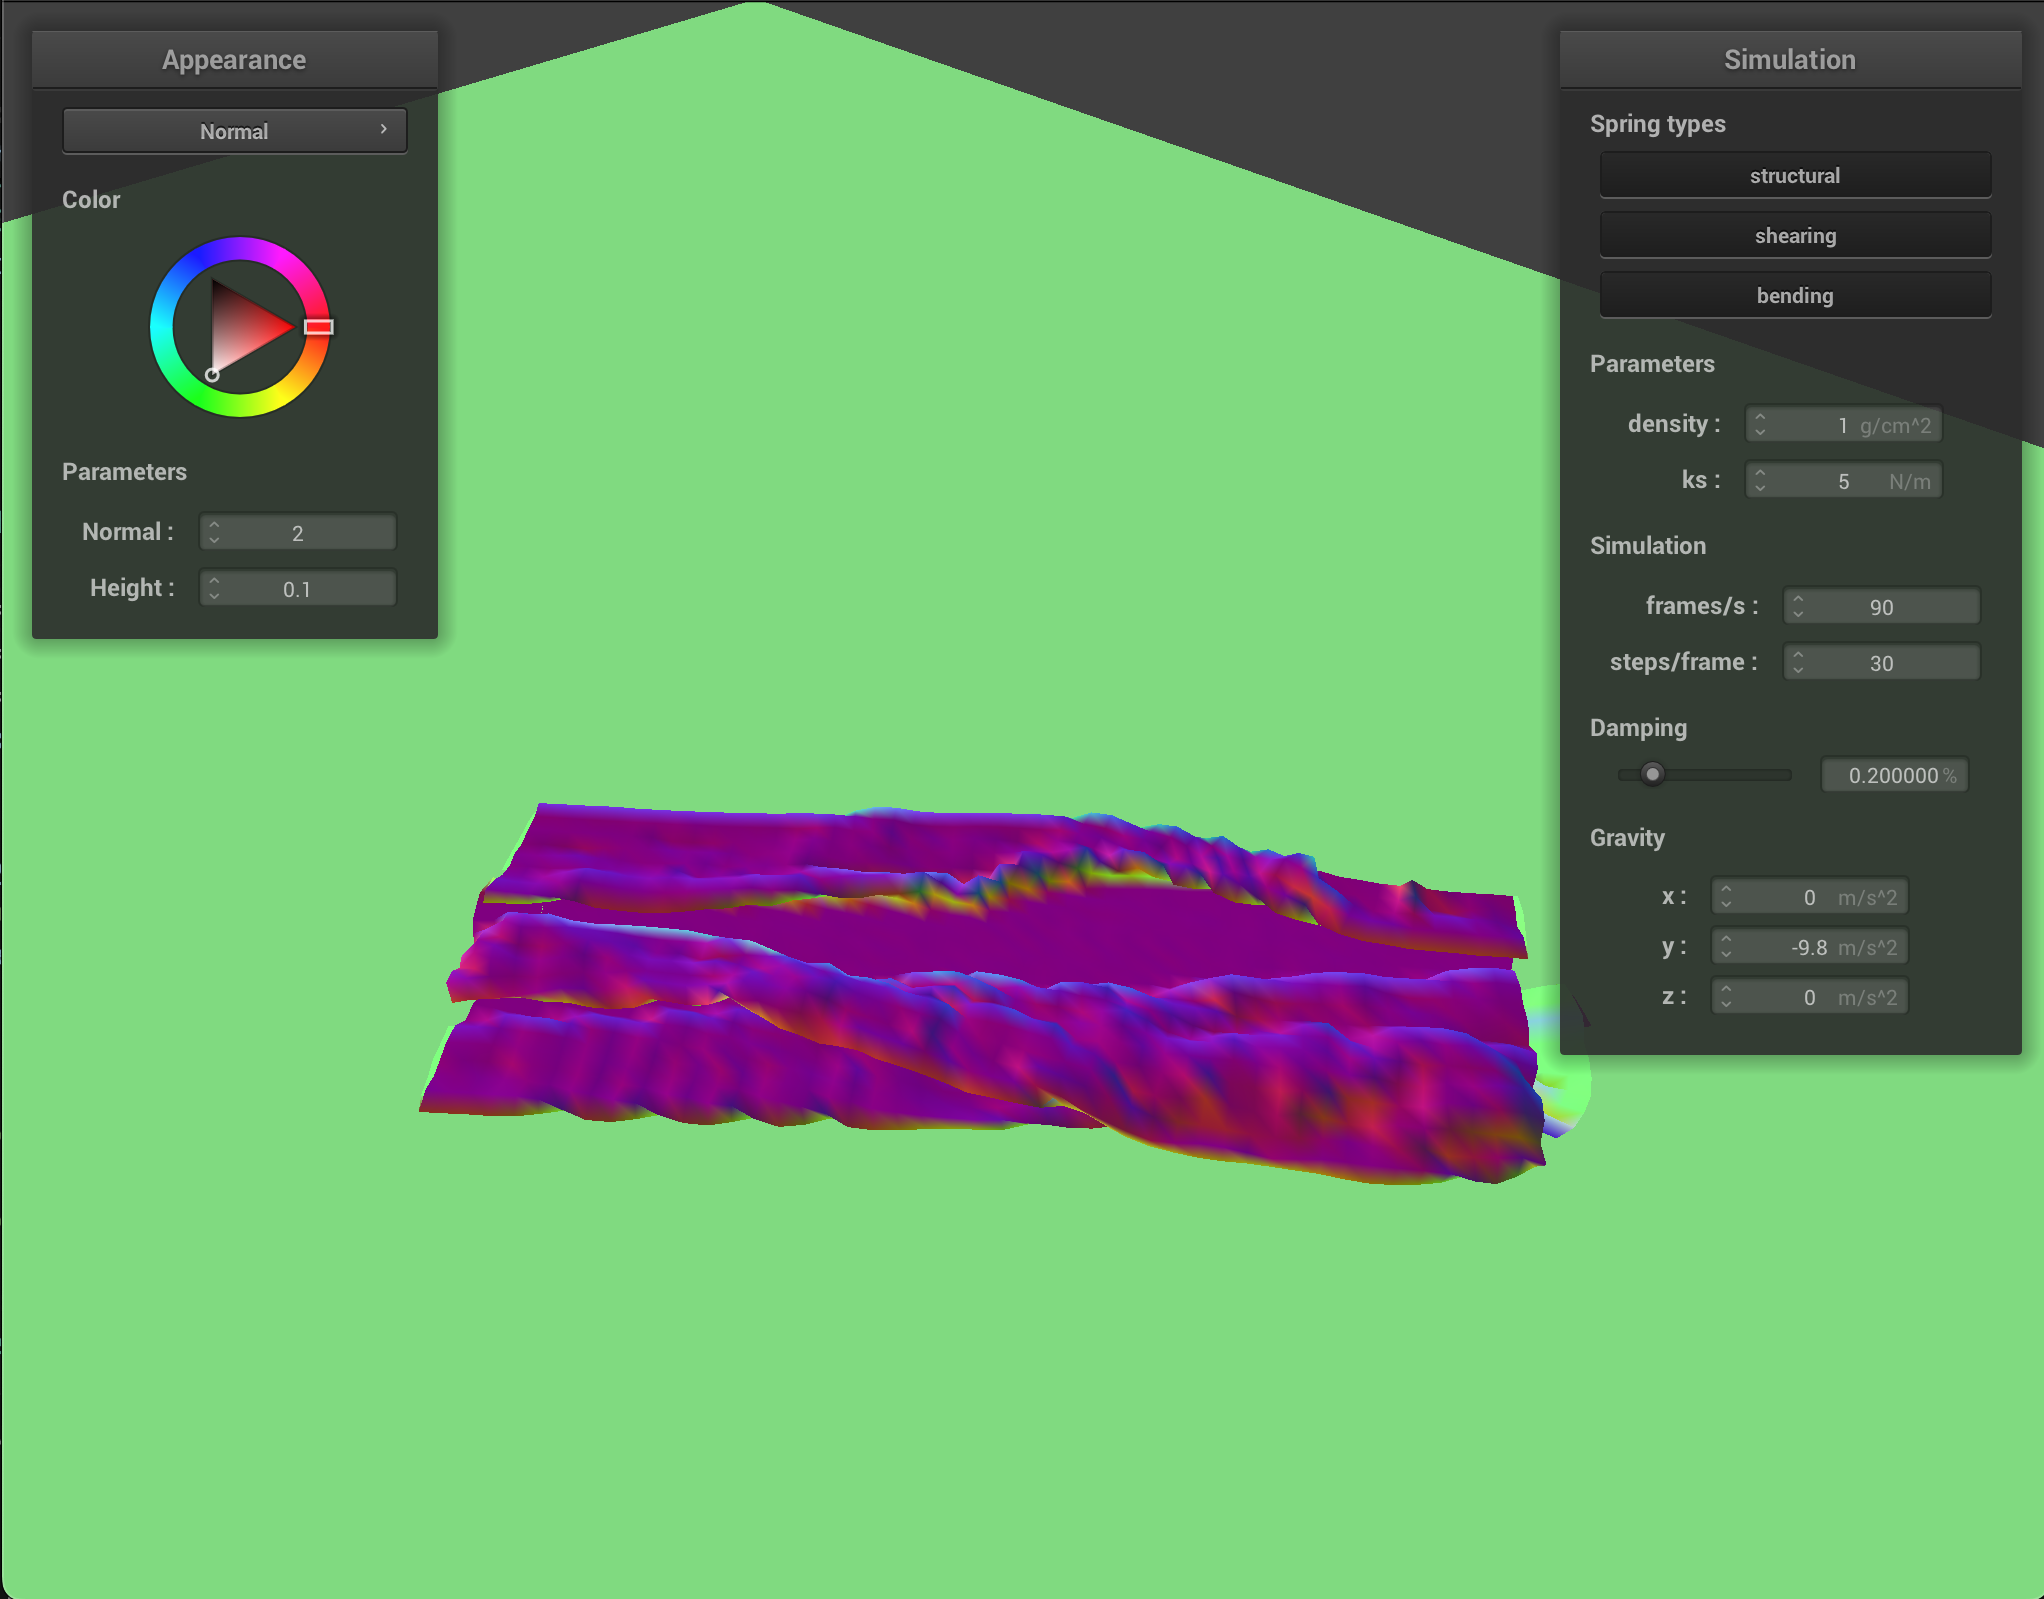 Appearance
Normal
Color
Parameters
Normal : 2
Height : 0.1
Simulation
Spring types
structural
shearing
bending
Parameters
density : 1 g/cm^2
ks : 5 N/m
Simulation
frames/s : 90
steps/frame : 30
Damping
0.200000 %
Gravity
x : 0 m/s^2
y : -9.8 m/s^2
z : 0 m/s^2